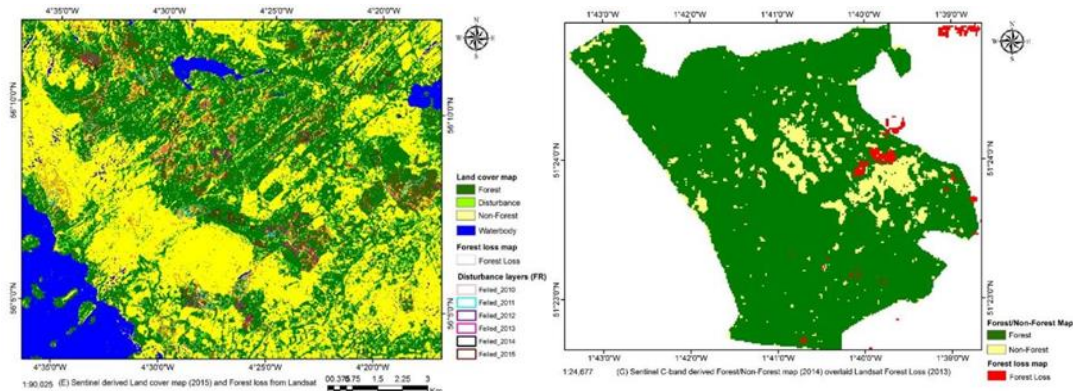 4°35'0"W 4°30'0"W 4°25'0"W 4°20'0"W
56°10'0"N
56°5'0"N
56°10'0"N
56°5'0"N
N
Land cover map
Forest
Disturbance
Non-Forest
Waterbody
Forest loss map
Forest Loss
Disturbance layers (FR)
Felled_2010
Felled_2011
Felled_2012
Felled_2013
Felled_2014
Felled_2015
4°35'0"W 4°30'0"W 4°25'0"W 4°20'0"W
1:90,025 (E) Sentinel derived Land cover map (2015) and Forest loss from Landsat
1.5 2.25 3
Km
1°43'0"W 1°42'0"W 1°41'0"W 1°40'0"W 1°39'0"W
N
51°24'0"N
51°23'0"N
51°24'0"N
51°23'0"N
1°43'0"W 1°42'0"W 1°41'0"W 1°40'0"W 1°39'0"W
Forest/Non-Forest Map
Forest
Non-Forest
Forest loss map
Forest Loss
1:24,677 (G) Sentinel C-band derived Forest/Non-Forest map (2014) overlaid Landsat Forest Loss (2013)